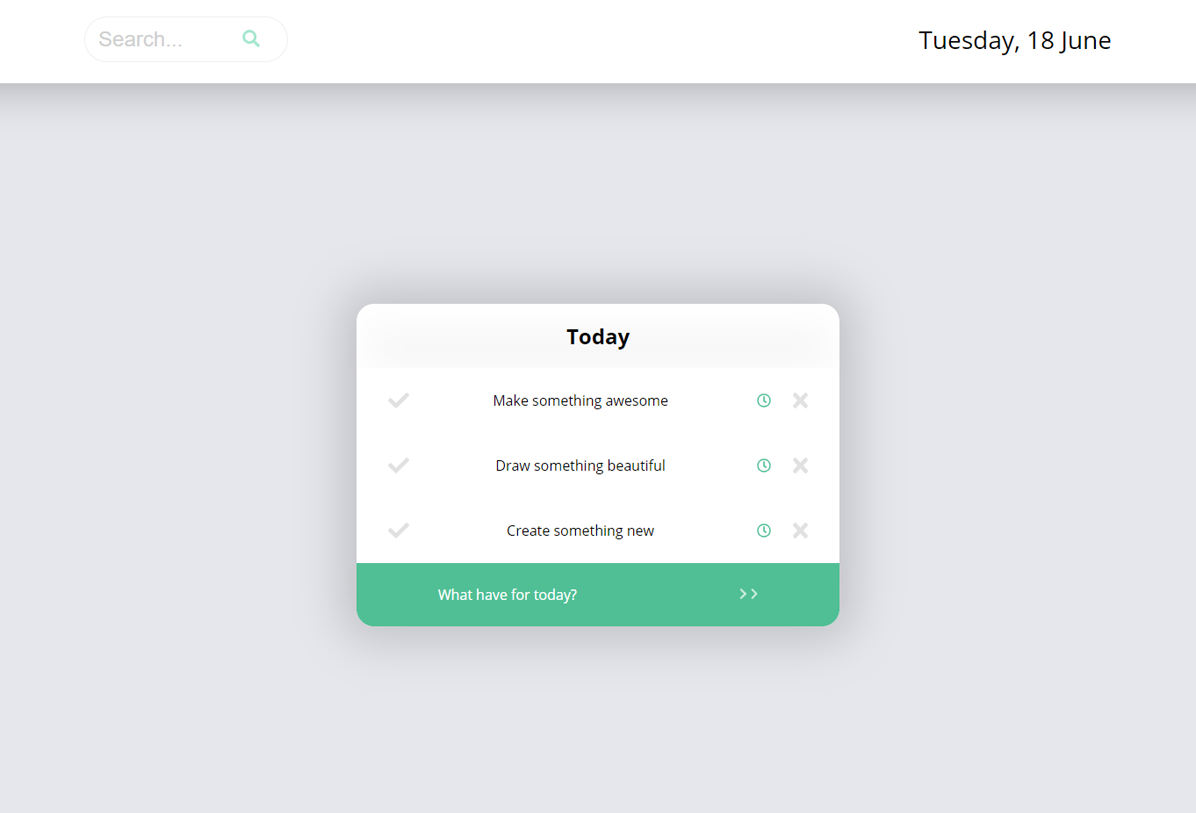 Search...
Tuesday, 18 June
Today
Make something awesome
Draw something beautiful
Create something new
What have for today?